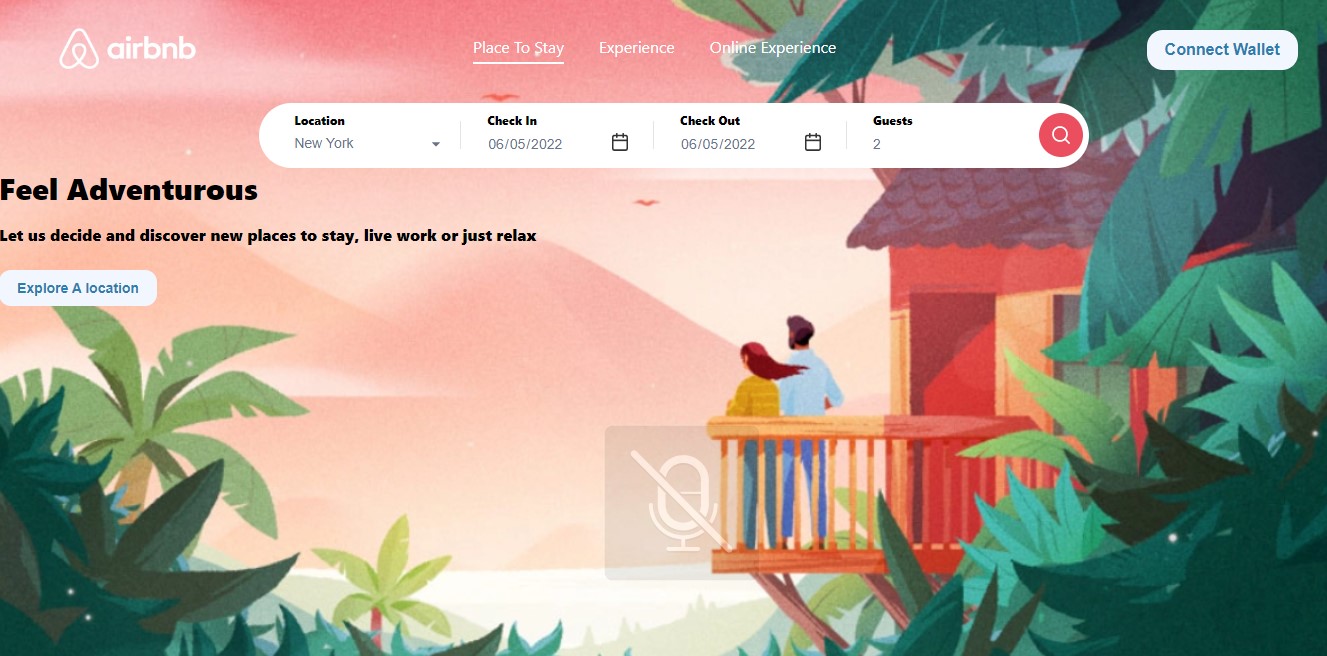 airbnb
Place To Stay Experience Online Experience
Connect Wallet
Location Check In Check Out Guests
New York 06/05/2022 06/05/2022 2
Feel Adventurous
Let us decide and discover new places to stay, live work or just relax
Explore A location